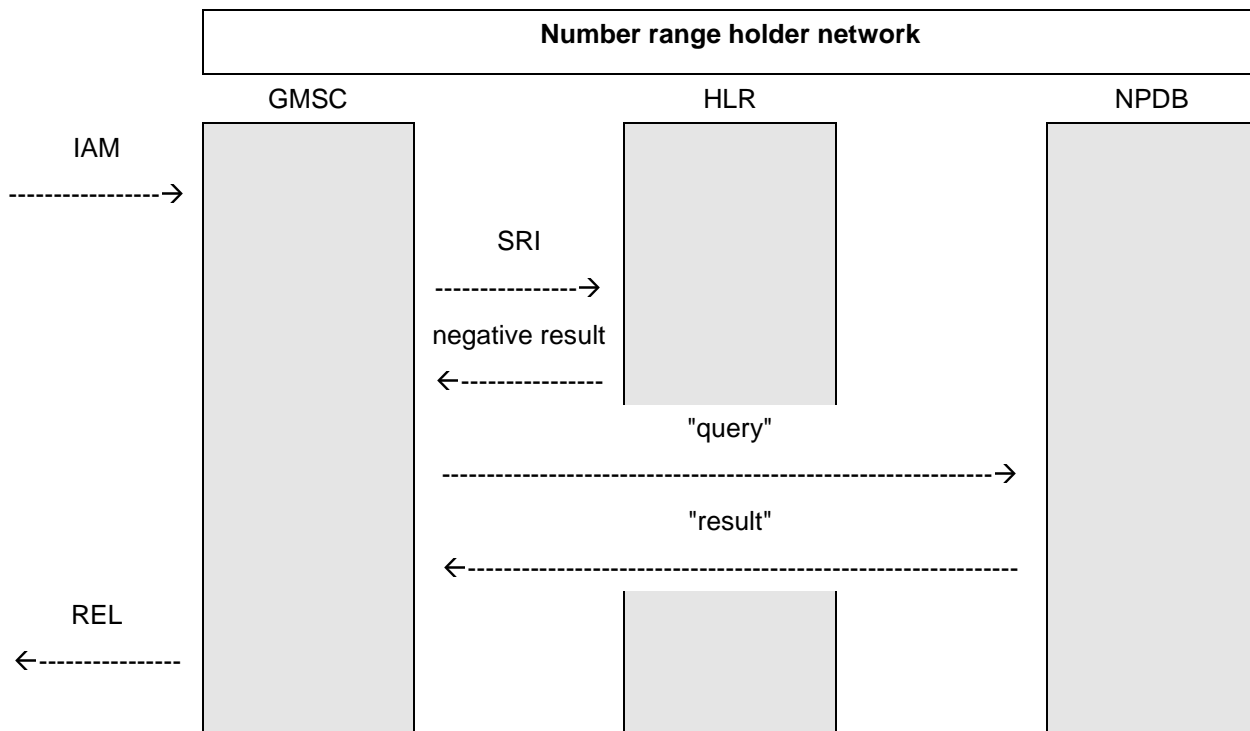 Number range holder network
GMSC HLR NPDB
IAM
SRI
negative result
"query"
"result"
REL